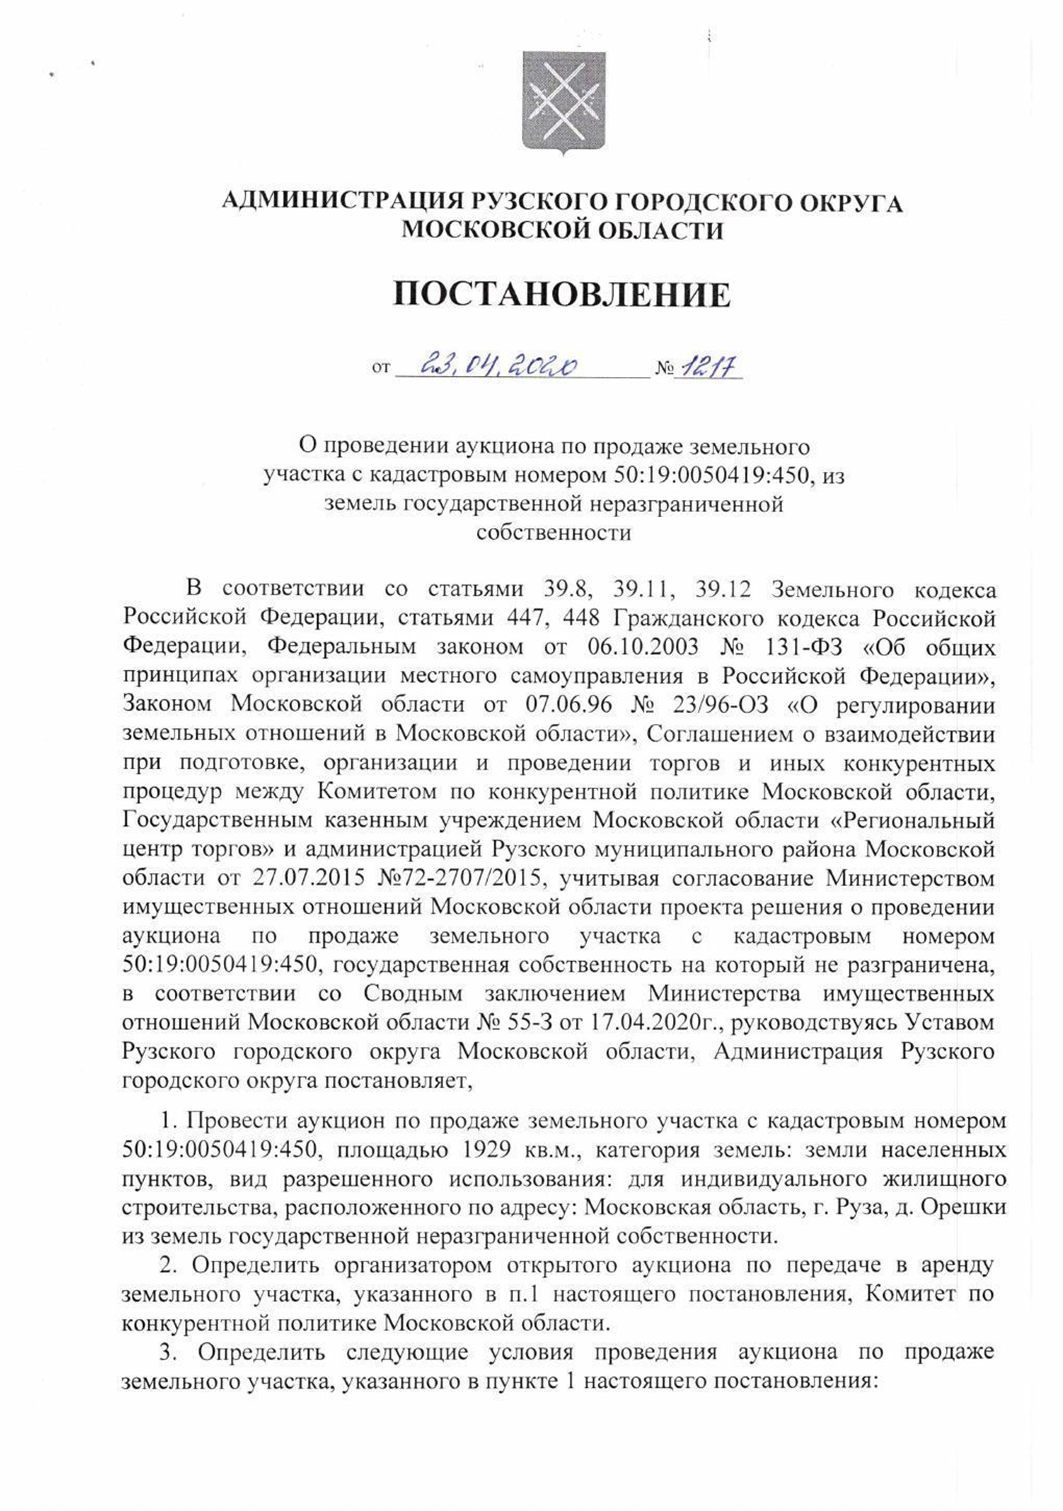 АДМИНИСТРАЦИЯ РУЗСКОГО ГОРОДСКОГО ОКРУГА
МОСКОВСКОЙ ОБЛАСТИ
ПОСТАНОВЛЕНИЕ
от 23.04.2020 № 1217
О проведении аукциона по продаже земельного
участка с кадастровым номером 50:19:0050419:450, из
земель государственной неразграниченной
собственности
В соответствии со статьями 39.8, 39.11, 39.12 Земельного кодекса
Российской Федерации, статьями 447, 448 Гражданского кодекса Российской
Федерации, Федеральным законом от 06.10.2003 № 131-ФЗ «Об общих
принципах организации местного самоуправления в Российской Федерации»,
Законом Московской области от 07.06.96 № 23/96-ОЗ «О регулировании
земельных отношений в Московской области», Соглашением о взаимодействии
при подготовке, организации и проведении торгов и иных конкурентных
процедур между Комитетом по конкурентной политике Московской области,
Государственным казенным учреждением Московской области «Региональный
центр торгов» и администрацией Рузского муниципального района Московской
области от 27.07.2015 №72-2707/2015, учитывая согласование Министерством
имущественных отношений Московской области проекта решения о проведении
аукциона по продаже земельного участка с кадастровым номером
50:19:0050419:450, государственная собственность на который не разграничена,
в соответствии со Сводным заключением Министерства имущественных
отношений Московской области № 55-З от 17.04.2020г., руководствуясь Уставом
Рузского городского округа Московской области, Администрация Рузского
городского округа постановляет,
1. Провести аукцион по продаже земельного участка с кадастровым номером
50:19:0050419:450, площадью 1929 кв.м., категория земель: земли населенных
пунктов, вид разрешенного использования: для индивидуального жилищного
строительства, расположенного по адресу: Московская область, г. Руза, д. Орешки
из земель государственной неразграниченной собственности.
2. Определить организатором открытого аукциона по передаче в аренду
земельного участка, указанного в п.1 настоящего постановления, Комитет по
конкурентной политике Московской области.
3. Определить следующие условия проведения аукциона по продаже
земельного участка, указанного в пункте 1 настоящего постановления: